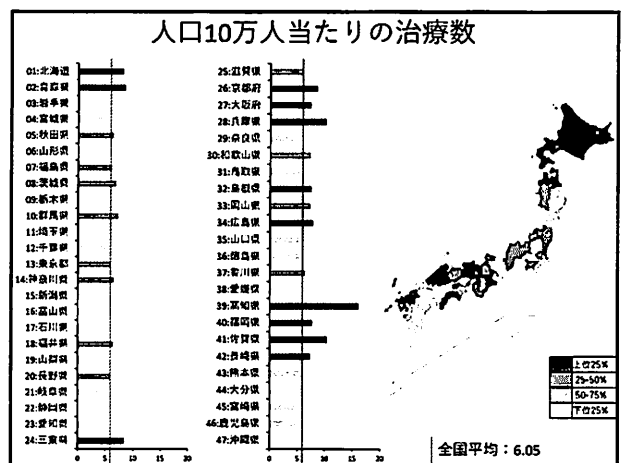 人口10万人当たりの治療数
01:北海道
02:青森県
03:岩手県
04:宮城県
05:秋田県
06:山形県
07:福島県
08:茨城県
09:栃木県
10:群馬県
11:埼玉県
12:千葉県
13:東京都
14:神奈川県
15:新潟県
16:富山県
17:石川県
18:福井県
19:山梨県
20:長野県
21:岐阜県
22:静岡県
23:愛知県
24:三重県
0 5 10 15 20
25:滋賀県
26:京都府
27:大阪府
28:兵庫県
29:奈良県
30:和歌山県
31:鳥取県
32:島根県
33:岡山県
34:広島県
35:山口県
36:徳島県
37:香川県
38:愛媛県
39:高知県
40:福岡県
41:佐賀県
42:長崎県
43:熊本県
44:大分県
45:宮崎県
46:鹿児島県
47:沖縄県
0 5 10 15 20
上位25%
25-50%
50-75%
下位25%
全国平均：6.05